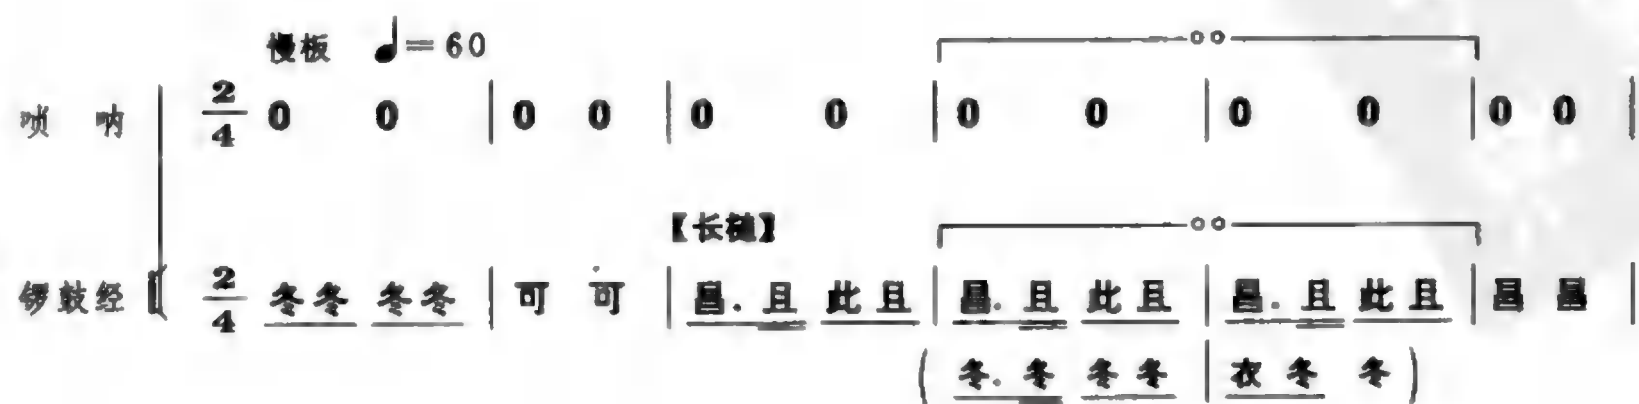 慢板 ♩=60
唢 呐 2/4 0 0 | 0 0 | 0 0 | 0 0 | 0 0 | 0 0 |
【长槌】
锣鼓经 2/4 冬冬 冬冬 | 可 可 | 昌. 且 此且 | 昌. 且 此且 | 昌. 且 此且 | 昌 昌 |
( 冬. 冬 冬冬 | 衣冬 冬 )